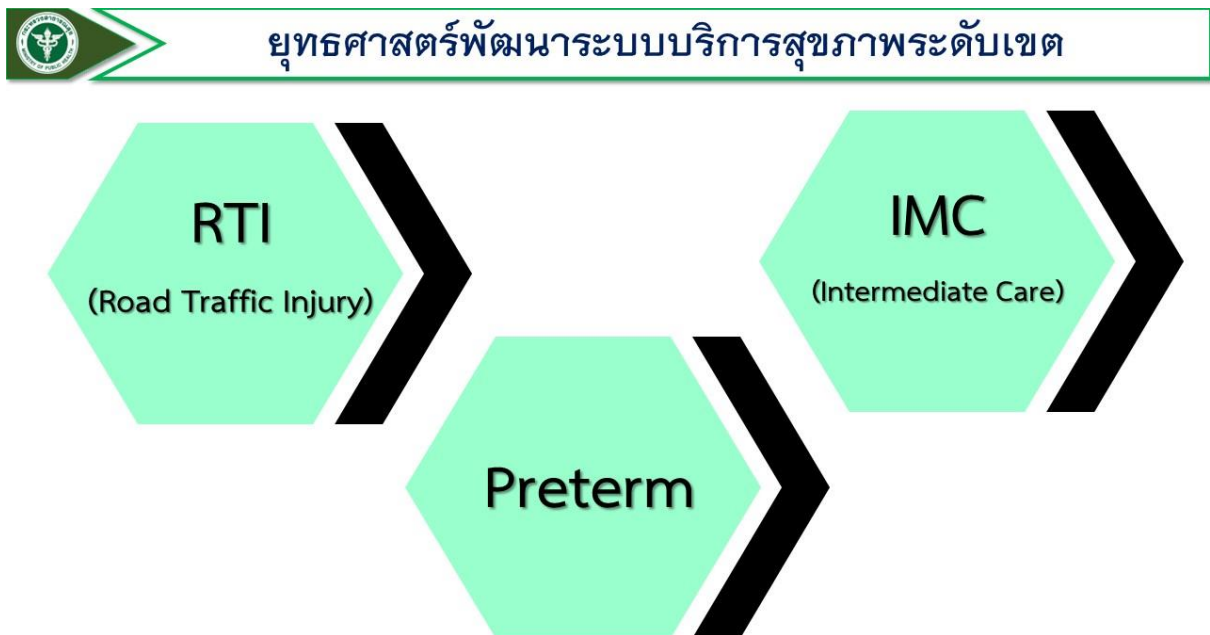 ยุทธศาสตร์พัฒนาระบบบริการสุขภาพระดับเขต
RTI
(Road Traffic Injury)
IMC
(Intermediate Care)
Preterm